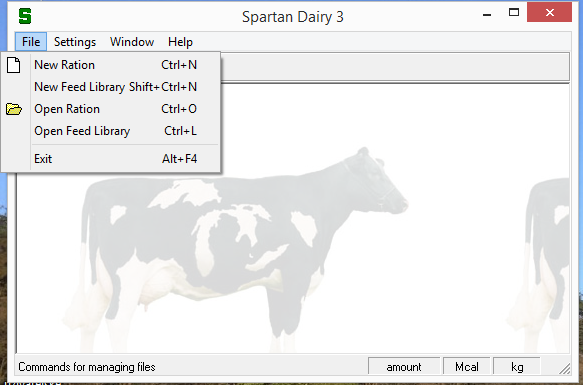 S
Spartan Dairy 3
File Settings Window Help
New Ration Ctrl+N
New Feed Library Shift+Ctrl+N
Open Ration Ctrl+O
Open Feed Library Ctrl+L
Exit Alt+F4
Commands for managing files amount Mcal kg